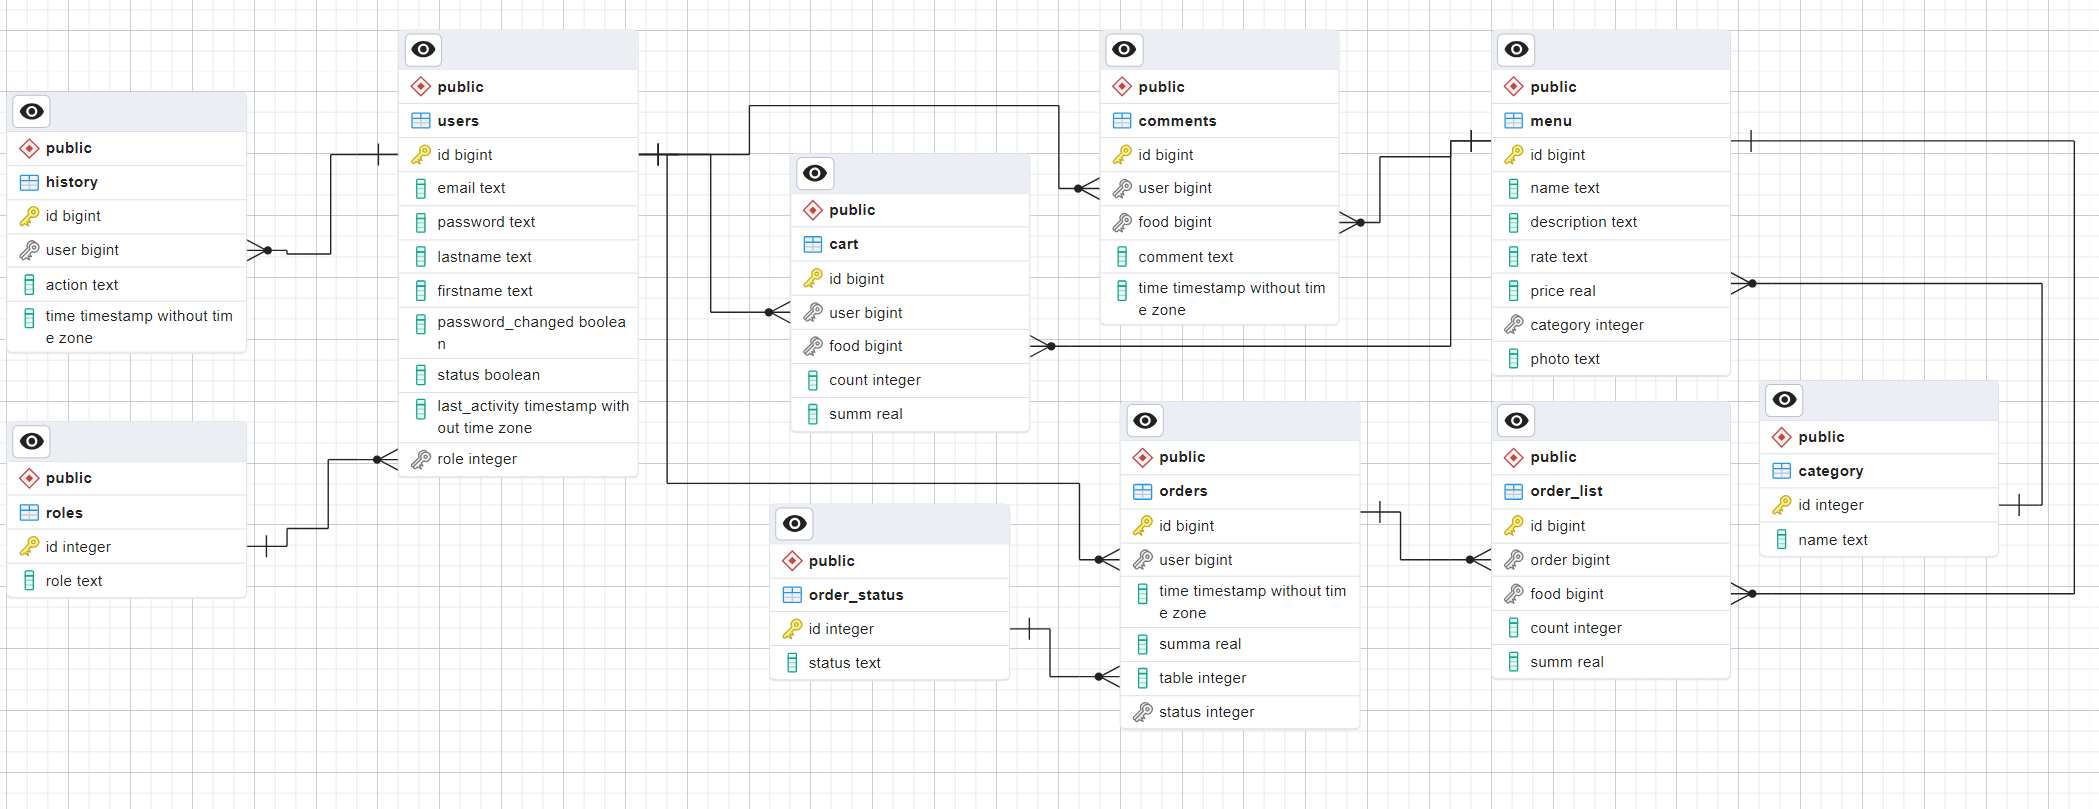 public
history
id bigint
user bigint
action text
time timestamp without tim
e zone
public
roles
id integer
role text
public
users
id bigint
email text
password text
lastname text
firstname text
password_changed boolea
n
status boolean
last_activity timestamp with
out time zone
role integer
public
cart
id bigint
user bigint
food bigint
count integer
summ real
public
order_status
id integer
status text
public
comments
id bigint
user bigint
food bigint
comment text
time timestamp without tim
e zone
public
orders
id bigint
user bigint
time timestamp without tim
e zone
summa real
table integer
status integer
public
menu
id bigint
name text
description text
rate text
price real
category integer
photo text
public
order_list
id bigint
order bigint
food bigint
count integer
summ real
public
category
id integer
name text